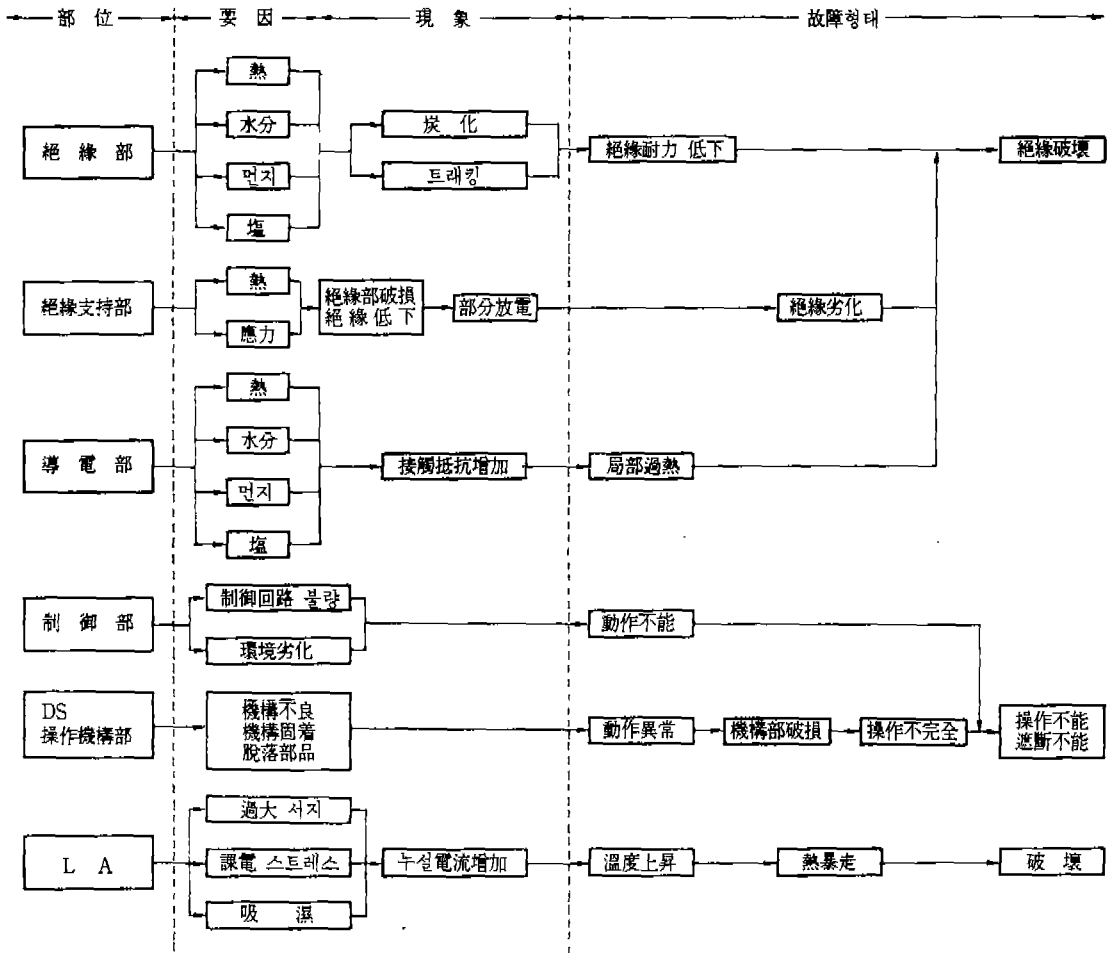 部 位
要 因
現 象
故障형태
絕 緣 部
熱
水分
먼지
塩
炭 化
트래킹
絕緣耐力 低下
絕緣破壞
絕緣支持部
熱
應力
絕緣部破損
絕 緣 低 下
部分放電
絕緣劣化
導 電 部
熱
水分
먼지
塩
接觸抵抗增加
局部過熱
制 御 部
制御回路 불량
環境劣化
動作不能
DS
操作機構部
機構不良
機構固着
脫落部品
動作異常
機構部破損
操作不完全
操作不能
遮斷不能
L A
過大 서지
課電 스트레스
吸 濕
누설電流增加
溫度上昇
熱暴走
破 壞